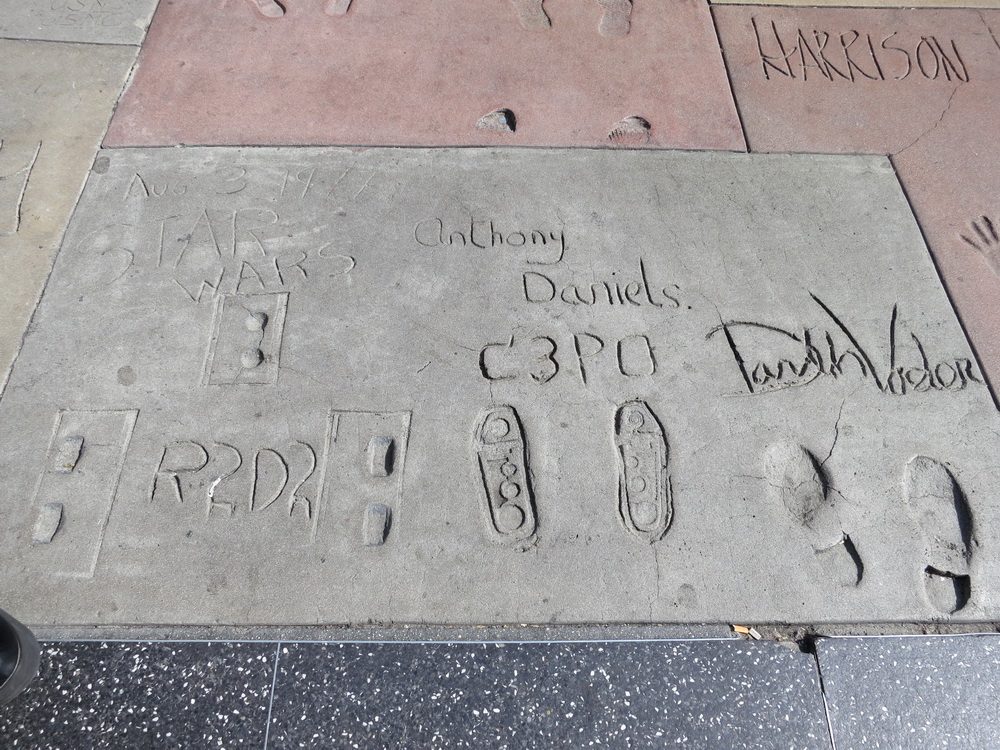 HARRISON
Aug 3 1977
STAR
WARS
Anthony
Daniels.
C3PO
Darth Vader
R2D2